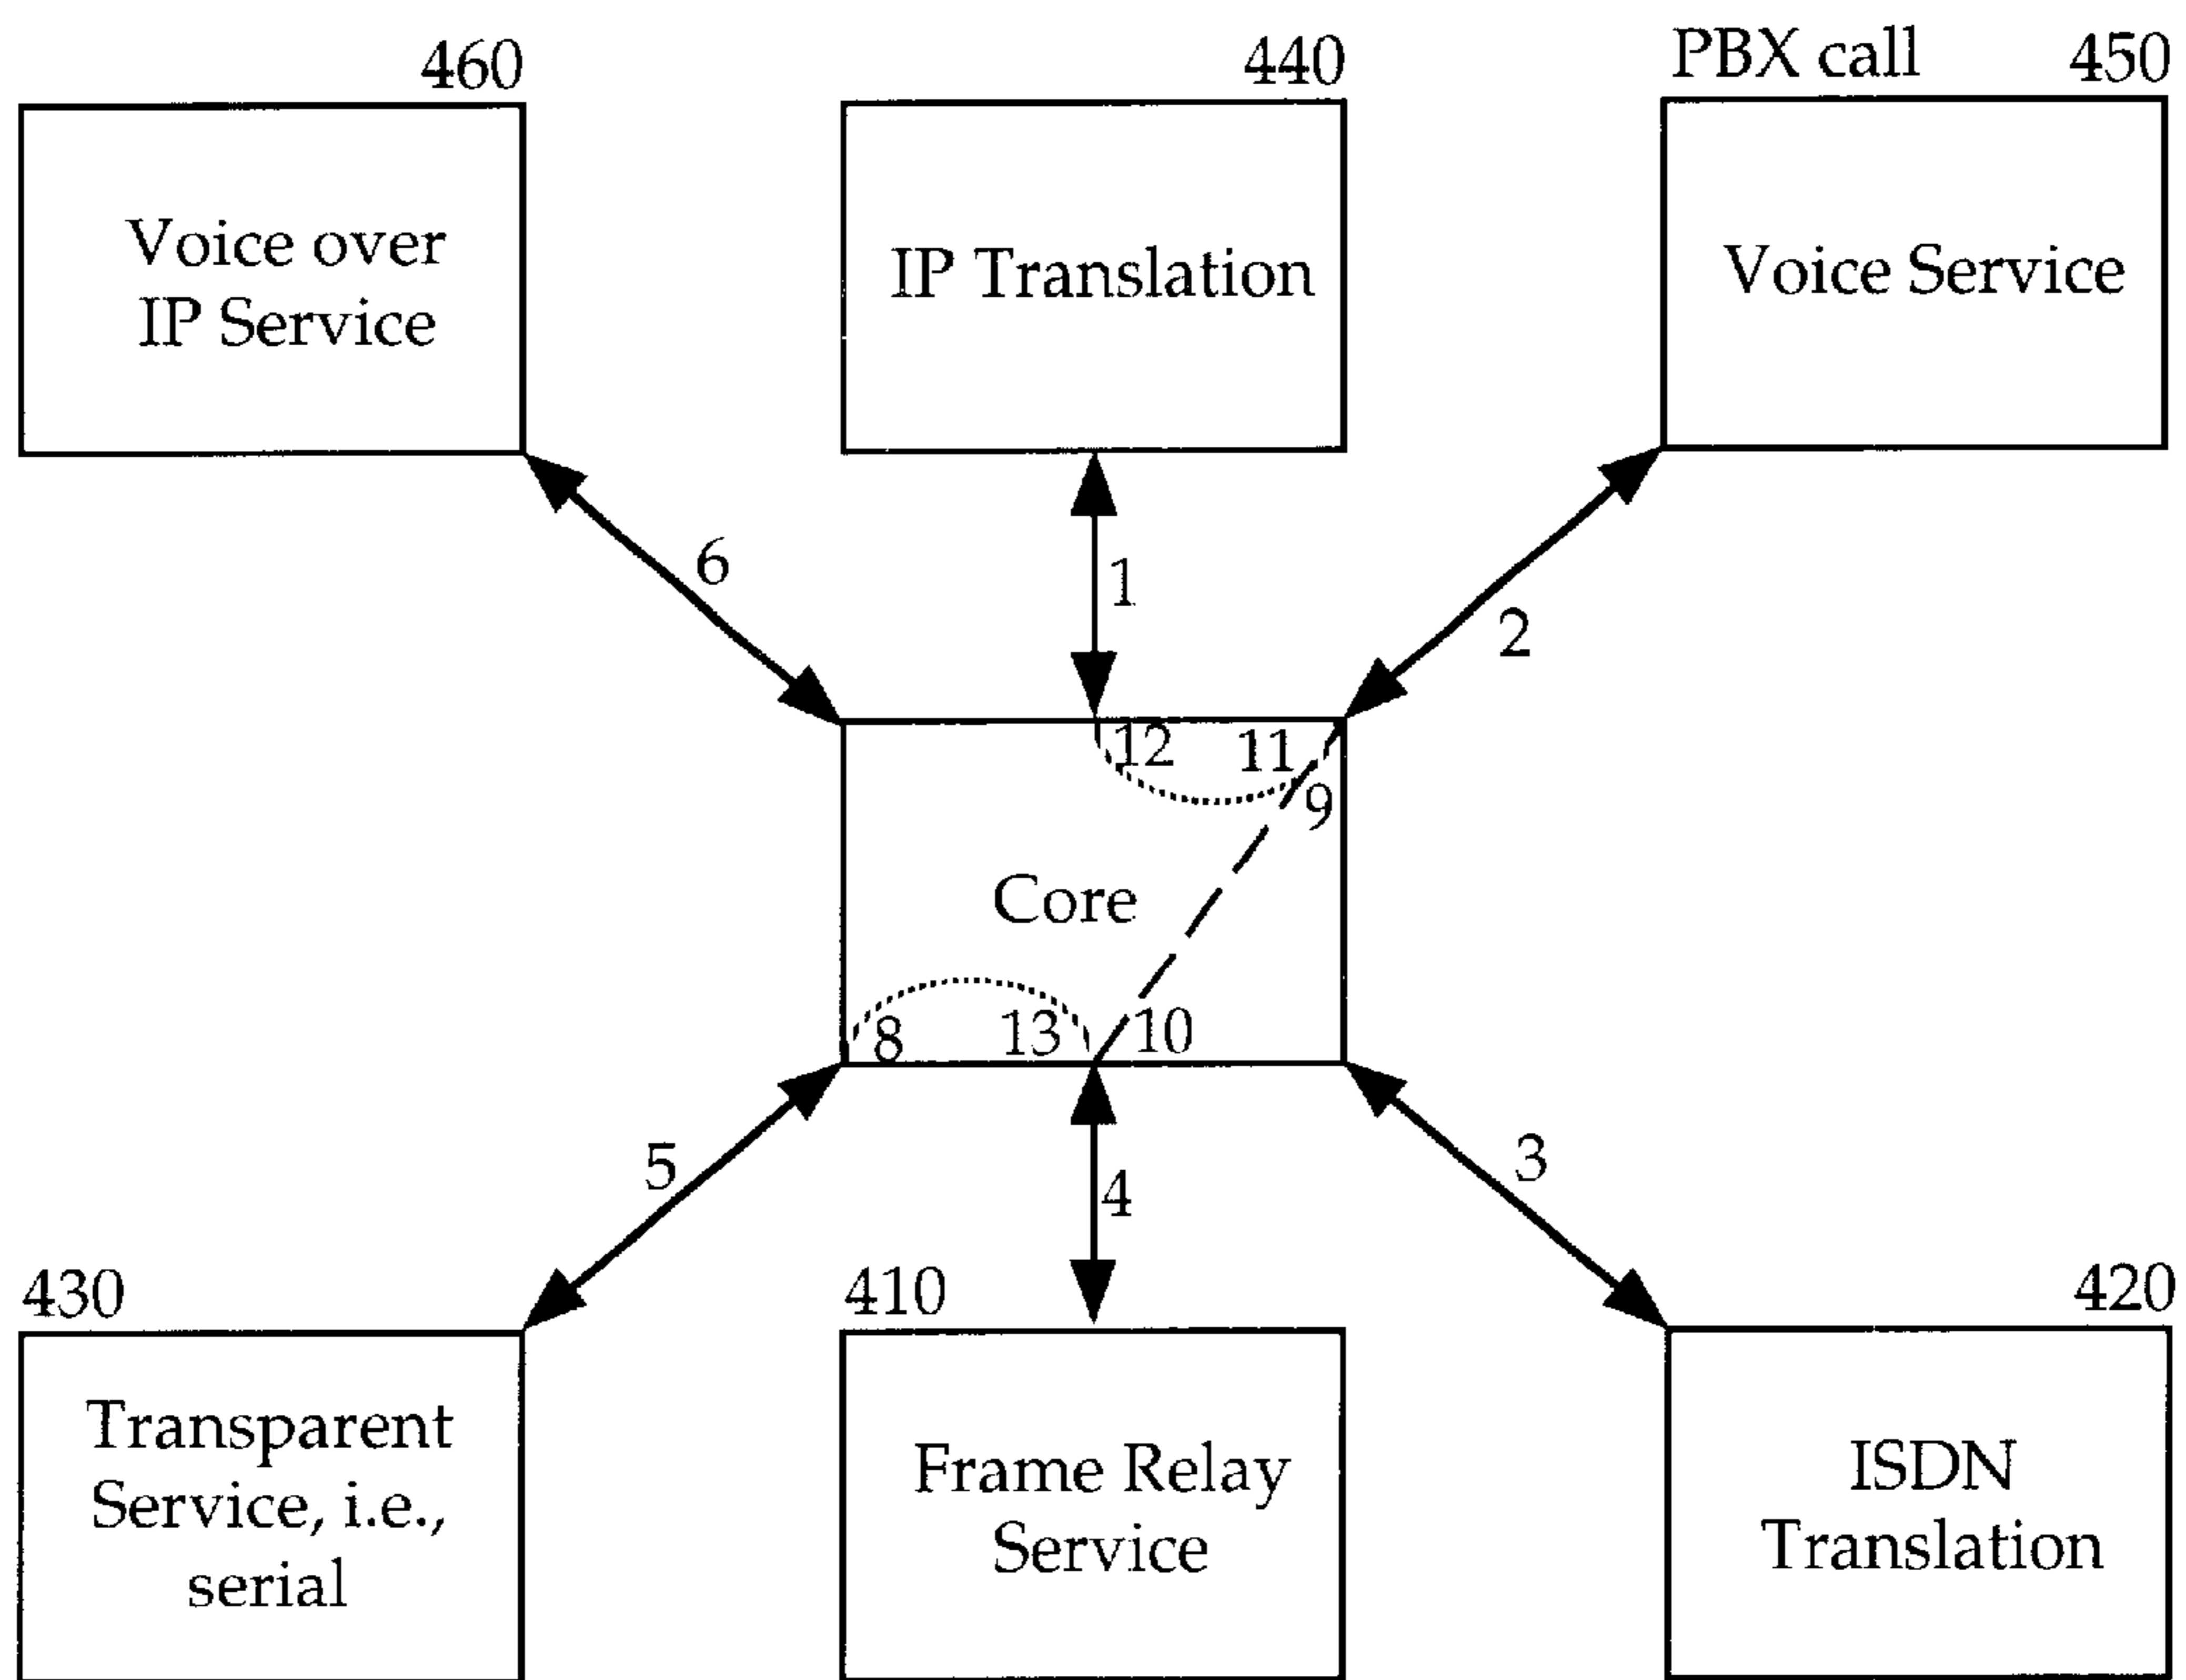 460
440
PBX call 450
Voice over
IP Service
IP Translation
Voice Service
6
1
2
12
11
9
Core
8
13
10
5
4
3
430
410
420
Transparent
Service, i.e.,
serial
Frame Relay
Service
ISDN
Translation